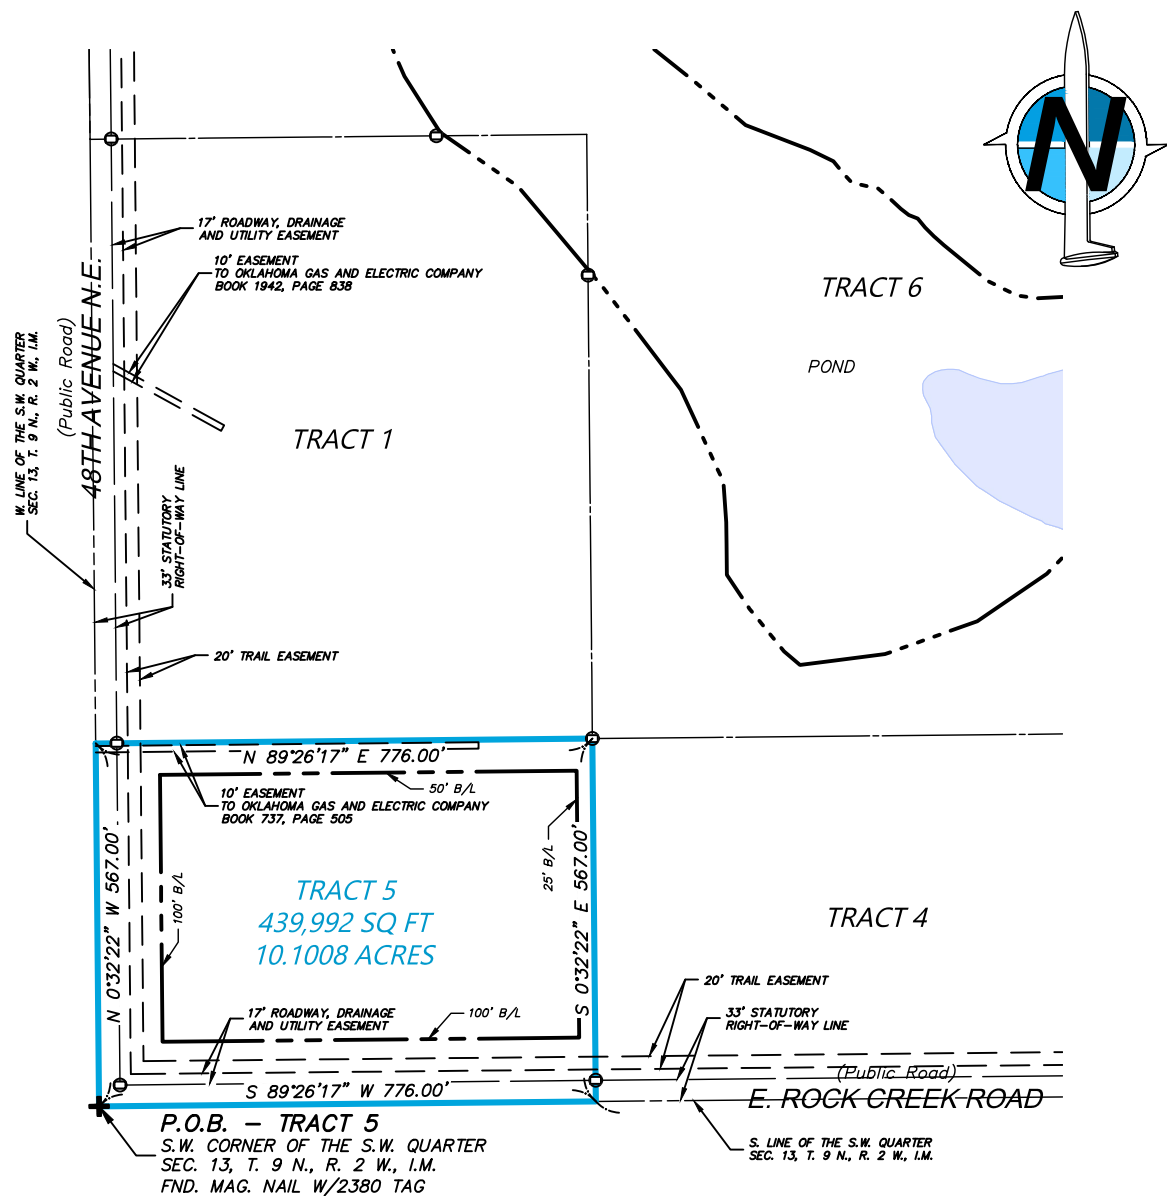 N
17' ROADWAY, DRAINAGE
AND UTILITY EASEMENT
10' EASEMENT
TO OKLAHOMA GAS AND ELECTRIC COMPANY
BOOK 1942, PAGE 838
TRACT 6
POND
W. LINE OF THE S.W. QUARTER
SEC. 13, T. 9 N., R. 2 W., I.M.
(Public Road)
48TH AVENUE N.E.
TRACT 1
33' STATUTORY
RIGHT-OF-WAY LINE
20' TRAIL EASEMENT
N 89°26'17" E 776.00'
50' B/L
10' EASEMENT
TO OKLAHOMA GAS AND ELECTRIC COMPANY
BOOK 737, PAGE 505
N 0°32'22" W 567.00'
100' B/L
25' B/L
S 0°32'22" E 567.00'
TRACT 5
439,992 SQ FT
10.1008 ACRES
TRACT 4
17' ROADWAY, DRAINAGE
AND UTILITY EASEMENT
100' B/L
20' TRAIL EASEMENT
33' STATUTORY
RIGHT-OF-WAY LINE
S 89°26'17" W 776.00'
(Public Road)
E. ROCK CREEK ROAD
P.O.B. - TRACT 5
S.W. CORNER OF THE S.W. QUARTER
SEC. 13, T. 9 N., R. 2 W., I.M.
FND. MAG. NAIL W/2380 TAG
S. LINE OF THE S.W. QUARTER
SEC. 13, T. 9 N., R. 2 W., I.M.